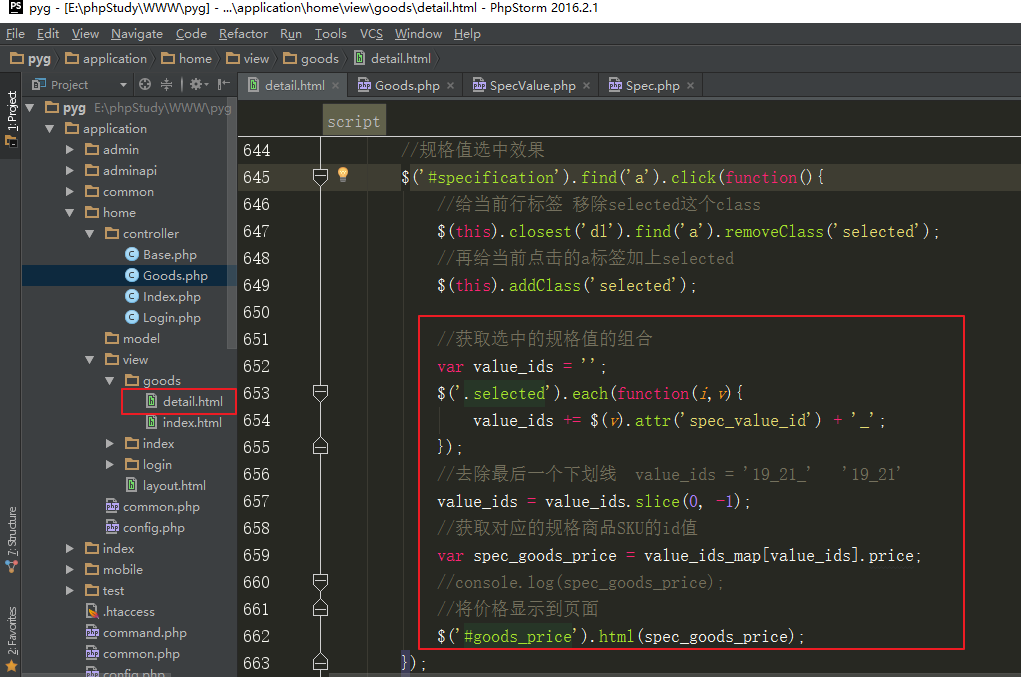 pyg - [E:\phpStudy\WWW\pyg] - ...\application\home\view\goods\detail.html - PhpStorm 2016.2.1
File Edit View Navigate Code Refactor Run Tools VCS Window Help
pyg application home view goods detail.html
Project
detail.html Goods.php SpecValue.php Spec.php
1: Project
7: Structure
2: Favorites
pyg E:\phpStudy\WWW\pyg
application
admin
adminapi
common
home
controller
Base.php
Goods.php
Index.php
Login.php
model
view
goods
detail.html
index.html
index
login
layout.html
common.php
config.php
index
mobile
test
.htaccess
command.php
common.php
config.php
script
644 //规格值选中效果
645 $('#specification').find('a').click(function(){
646 //给当前行标签 移除selected这个class
647 $(this).closest('dl').find('a').removeClass('selected');
648 //再给当前点击的a标签加上selected
649 $(this).addClass('selected');
650
651 //获取选中的规格值的组合
652 var value_ids = '';
653 $('.selected').each(function(i,v){
654 value_ids += $(v).attr('spec_value_id') + '_';
655 });
656 //去除最后一个下划线 value_ids = '19_21_' '19_21'
657 value_ids = value_ids.slice(0, -1);
658 //获取对应的规格商品SKU的id值
659 var spec_goods_price = value_ids_map[value_ids].price;
660 //console.log(spec_goods_price);
661 //将价格显示到页面
662 $('#goods_price').html(spec_goods_price);
663 });